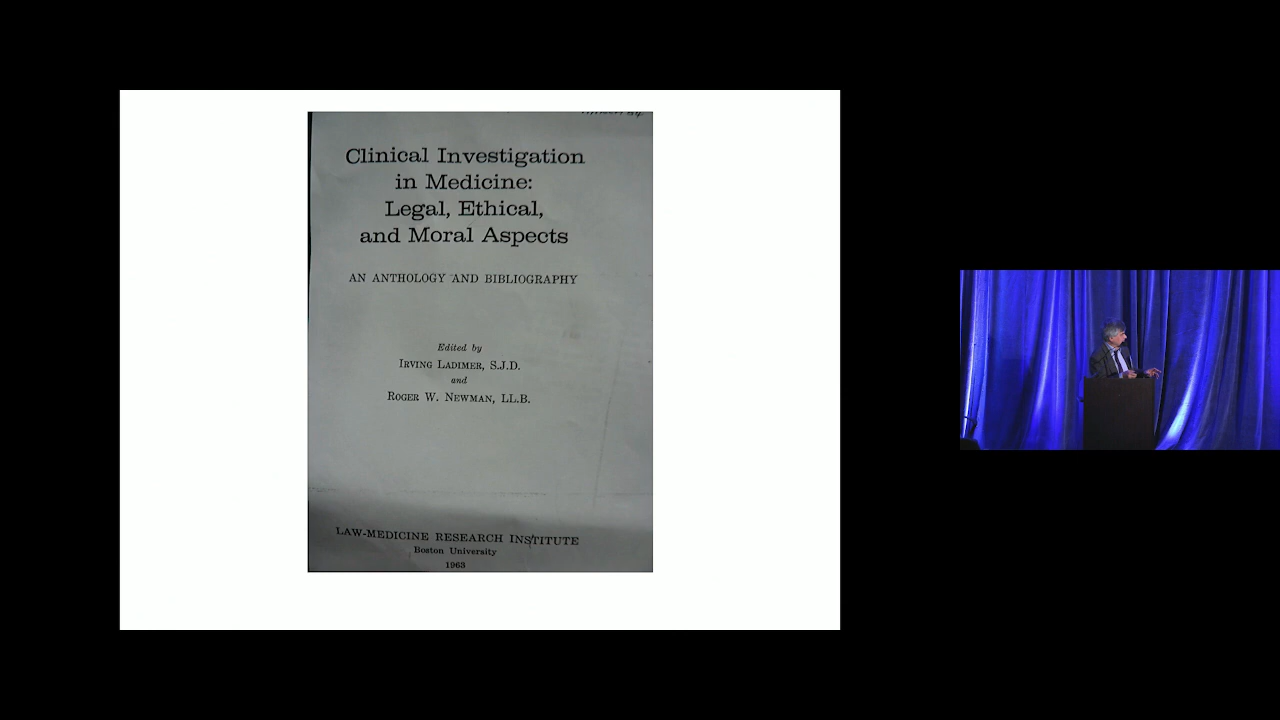 Clinical Investigation
in Medicine:
Legal, Ethical,
and Moral Aspects
AN ANTHOLOGY AND BIBLIOGRAPHY
Edited by
IRVING LADIMER, S.J.D.
and
ROGER W. NEWMAN, LL.B.
LAW-MEDICINE RESEARCH INSTITUTE
Boston University
1963